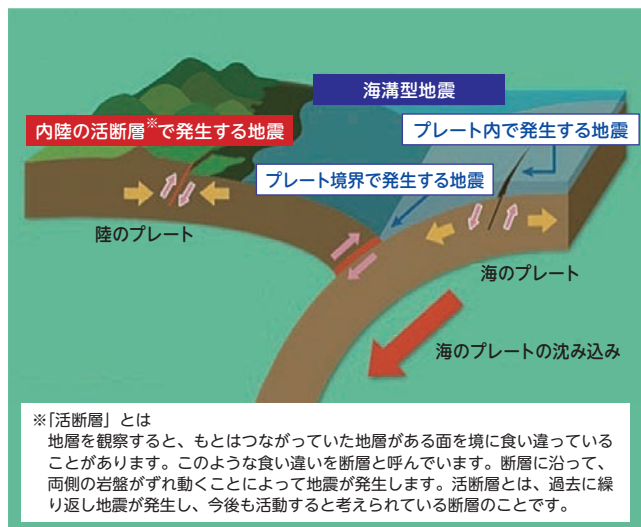 海溝型地震
内陸の活断層※で発生する地震
プレート内で発生する地震
プレート境界で発生する地震
陸のプレート
海のプレート
海のプレートの沈み込み
※「活断層」とは
地層を観察すると、もとはつながっていた地層がある面を境に食い違っている
ことがあります。このような食い違いを断層と呼んでいます。断層に沿って、
両側の岩盤がずれ動くことによって地震が発生します。活断層とは、過去に繰
り返し地震が発生し、今後も活動すると考えられている断層のことです。